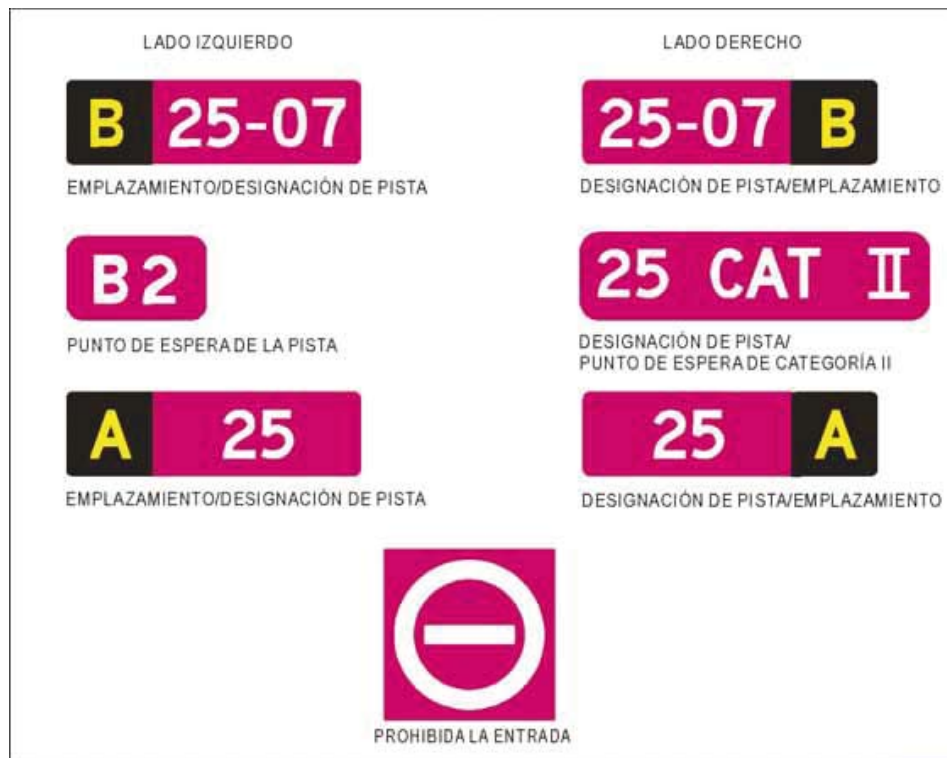 LADO IZQUIERDO
LADO DERECHO
B 25-07
25-07 B
EMPLAZAMIENTO/DESIGNACIÓN DE PISTA
DESIGNACIÓN DE PISTA/EMPLAZAMIENTO
B2
25 CAT II
PUNTO DE ESPERA DE LA PISTA
DESIGNACIÓN DE PISTA/
PUNTO DE ESPERA DE CATEGORÍA II
A 25
25 A
EMPLAZAMIENTO/DESIGNACIÓN DE PISTA
DESIGNACIÓN DE PISTA/EMPLAZAMIENTO
PROHIBIDA LA ENTRADA